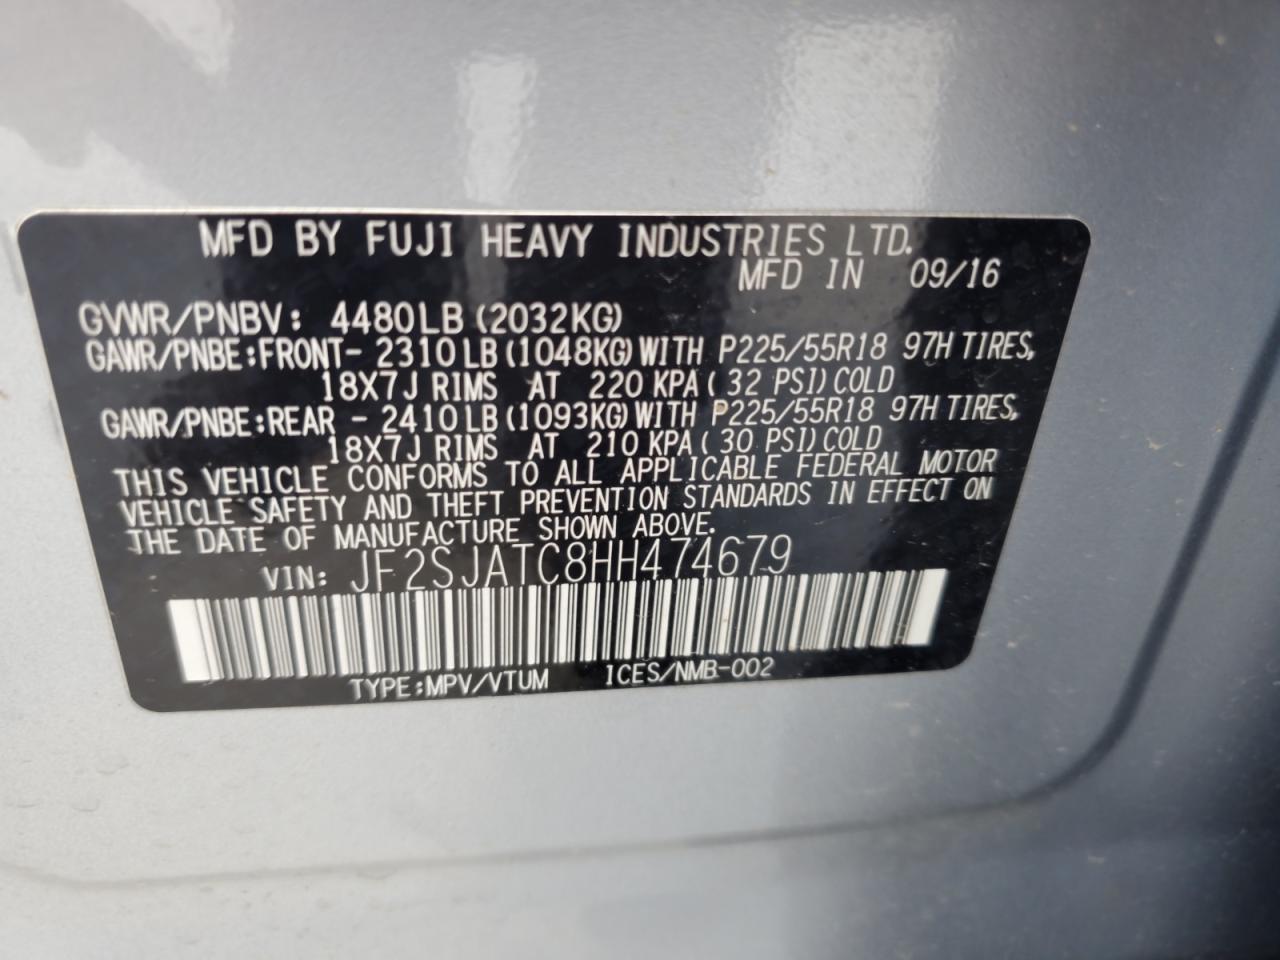 MFD BY FUJI HEAVY INDUSTRIES LTD.
MFD IN 09/16
GVWR/PNBV: 4480LB (2032KG)
GAWR/PNBE:FRONT- 2310LB (1048KG) WITH P225/55R18 97H TIRES,
18X7J RIMS AT 220 KPA ( 32 PSI) COLD
GAWR/PNBE:REAR - 2410LB (1093KG) WITH P225/55R18 97H TIRES,
18X7J RIMS AT 210 KPA ( 30 PSI) COLD
THIS VEHICLE CONFORMS TO ALL APPLICABLE FEDERAL MOTOR
VEHICLE SAFETY AND THEFT PREVENTION STANDARDS IN EFFECT ON
THE DATE OF MANUFACTURE SHOWN ABOVE.
VIN: JF2SJATC8HH474679
TYPE:MPV/VTUM ICES/NMB-002